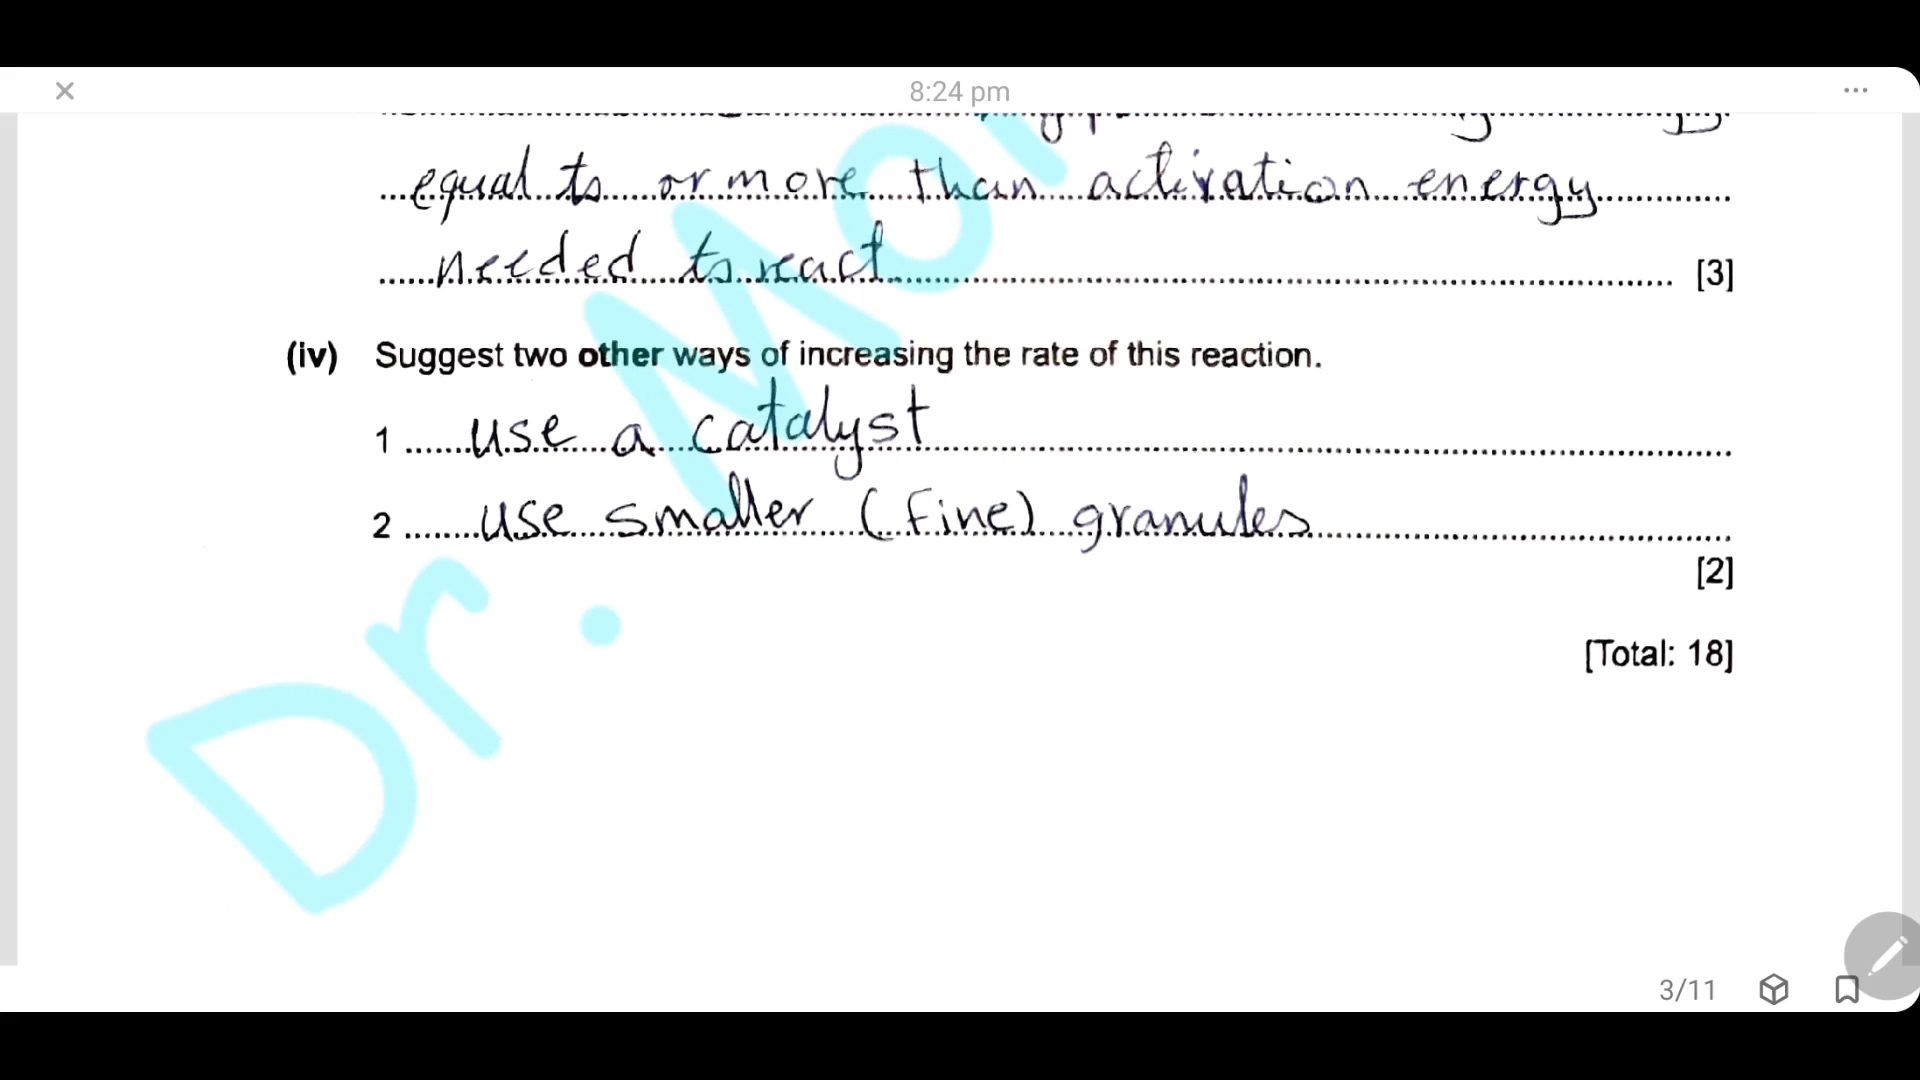 8:24 pm
equal to or more than activation energy
needed to react [3]
(iv) Suggest two other ways of increasing the rate of this reaction.
1 use a catalyst
2 use smaller (fine) granules
[2]
[Total: 18]
Dr. Mo
3/11